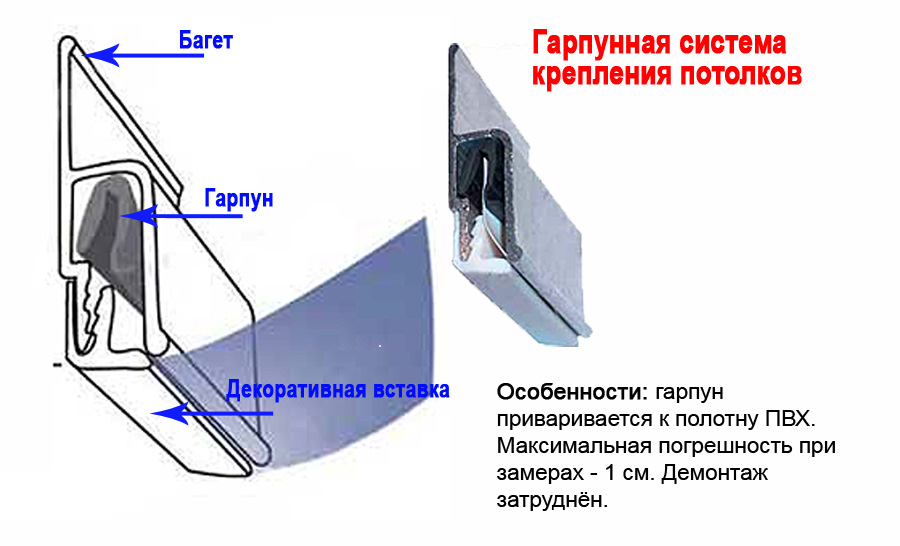 Багет
Гарпунная система
крепления потолков
Гарпун
Декоративная вставка
Особенности: гарпун
приваривается к полотну ПВХ.
Максимальная погрешность при
замерах - 1 см. Демонтаж
затруднён.